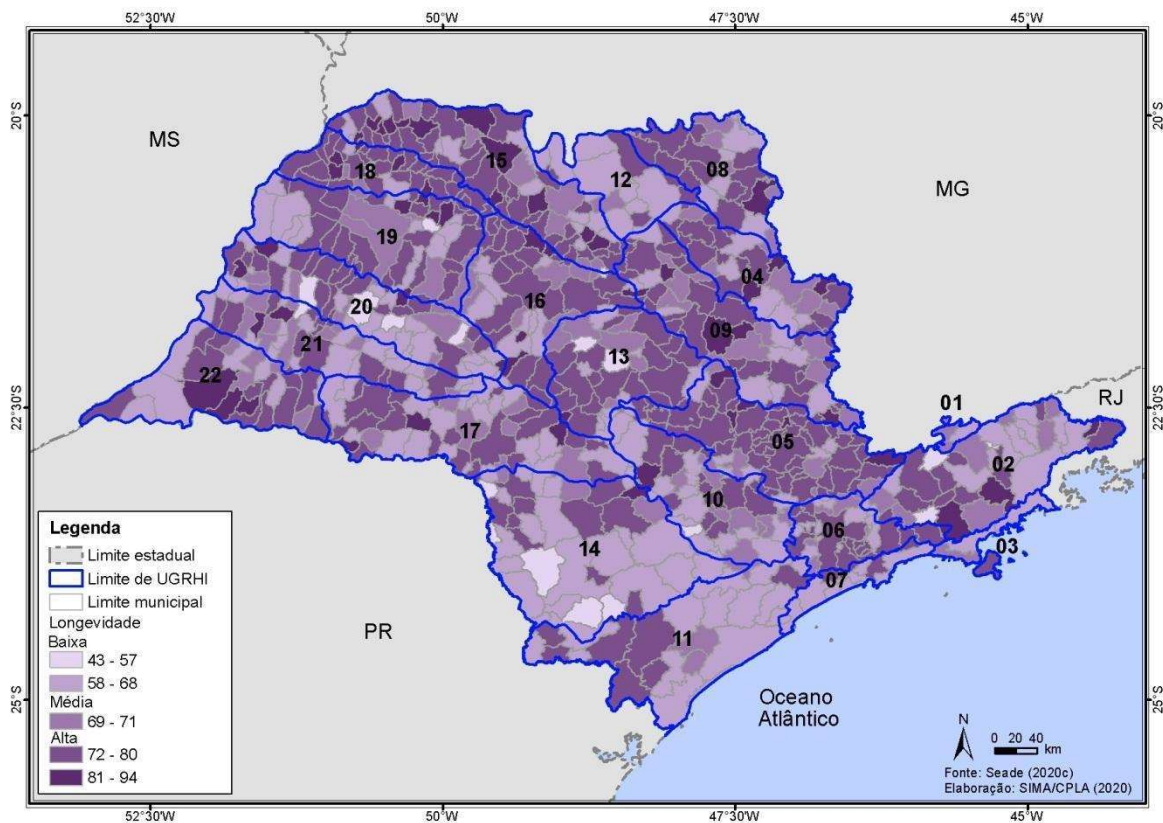 52°30'W 50°W 47°30'W 45°W
20°S 20°S
MS
MG
15
08
18
12
19
04
20
16
09
21
13
22
22°30'S 22°30'S
RJ
01
17
05
02
10
06
03
14
07
11
PR
25°S 25°S
Oceano
Atlântico
Legenda
Limite estadual
Limite de UGRHI
Limite municipal
Longevidade
Baixa
43 - 57
58 - 68
Média
69 - 71
Alta
72 - 80
81 - 94
N
0 20 40
km
Fonte: Seade (2020c)
Elaboração: SIMA/CPLA (2020)
52°30'W 50°W 47°30'W 45°W